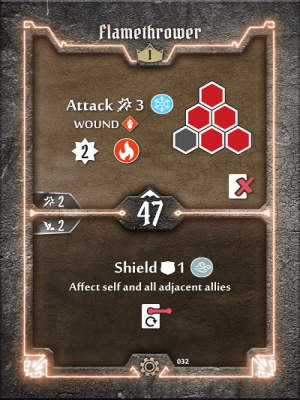 Flamethrower
1
Attack 3
WOUND
2
2
2
47
Shield 1
Affect self and all adjacent allies
032